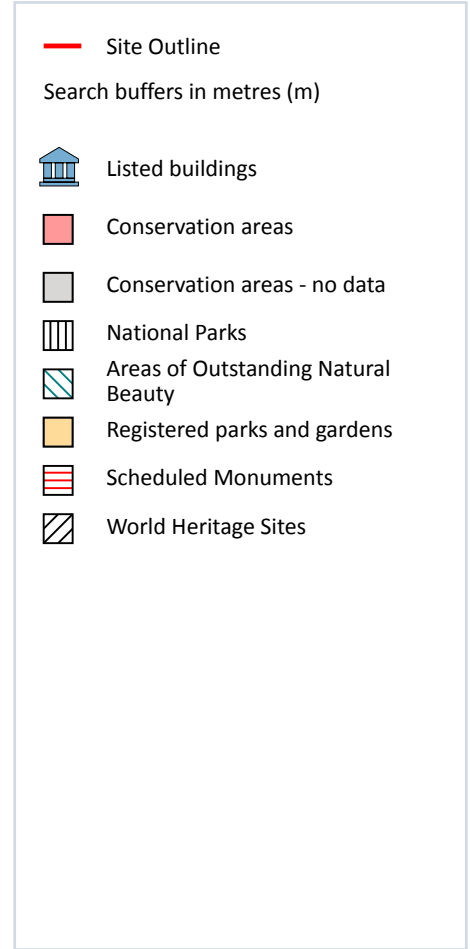 Site Outline
Search buffers in metres (m)
Listed buildings
Conservation areas
Conservation areas - no data
National Parks
Areas of Outstanding Natural
Beauty
Registered parks and gardens
Scheduled Monuments
World Heritage Sites